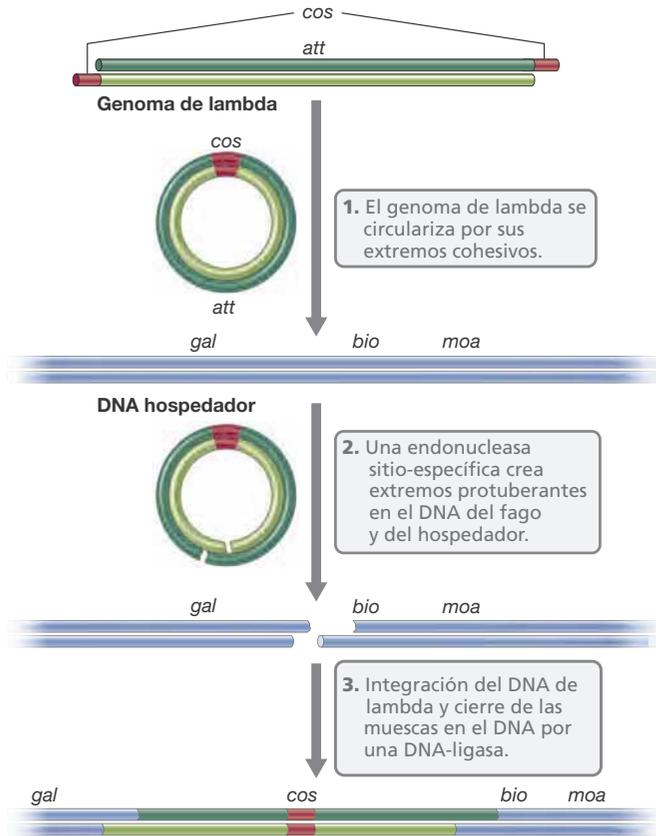 cos
att
Genoma de lambda
cos
1. El genoma de lambda se
circulariza por sus
extremos cohesivos.
att
gal bio moa
DNA hospedador
2. Una endonucleasa
sitio-específica crea
extremos protuberantes
en el DNA del fago
y del hospedador.
gal bio moa
3. Integración del DNA de
lambda y cierre de las
muescas en el DNA por
una DNA-ligasa.
gal cos bio moa